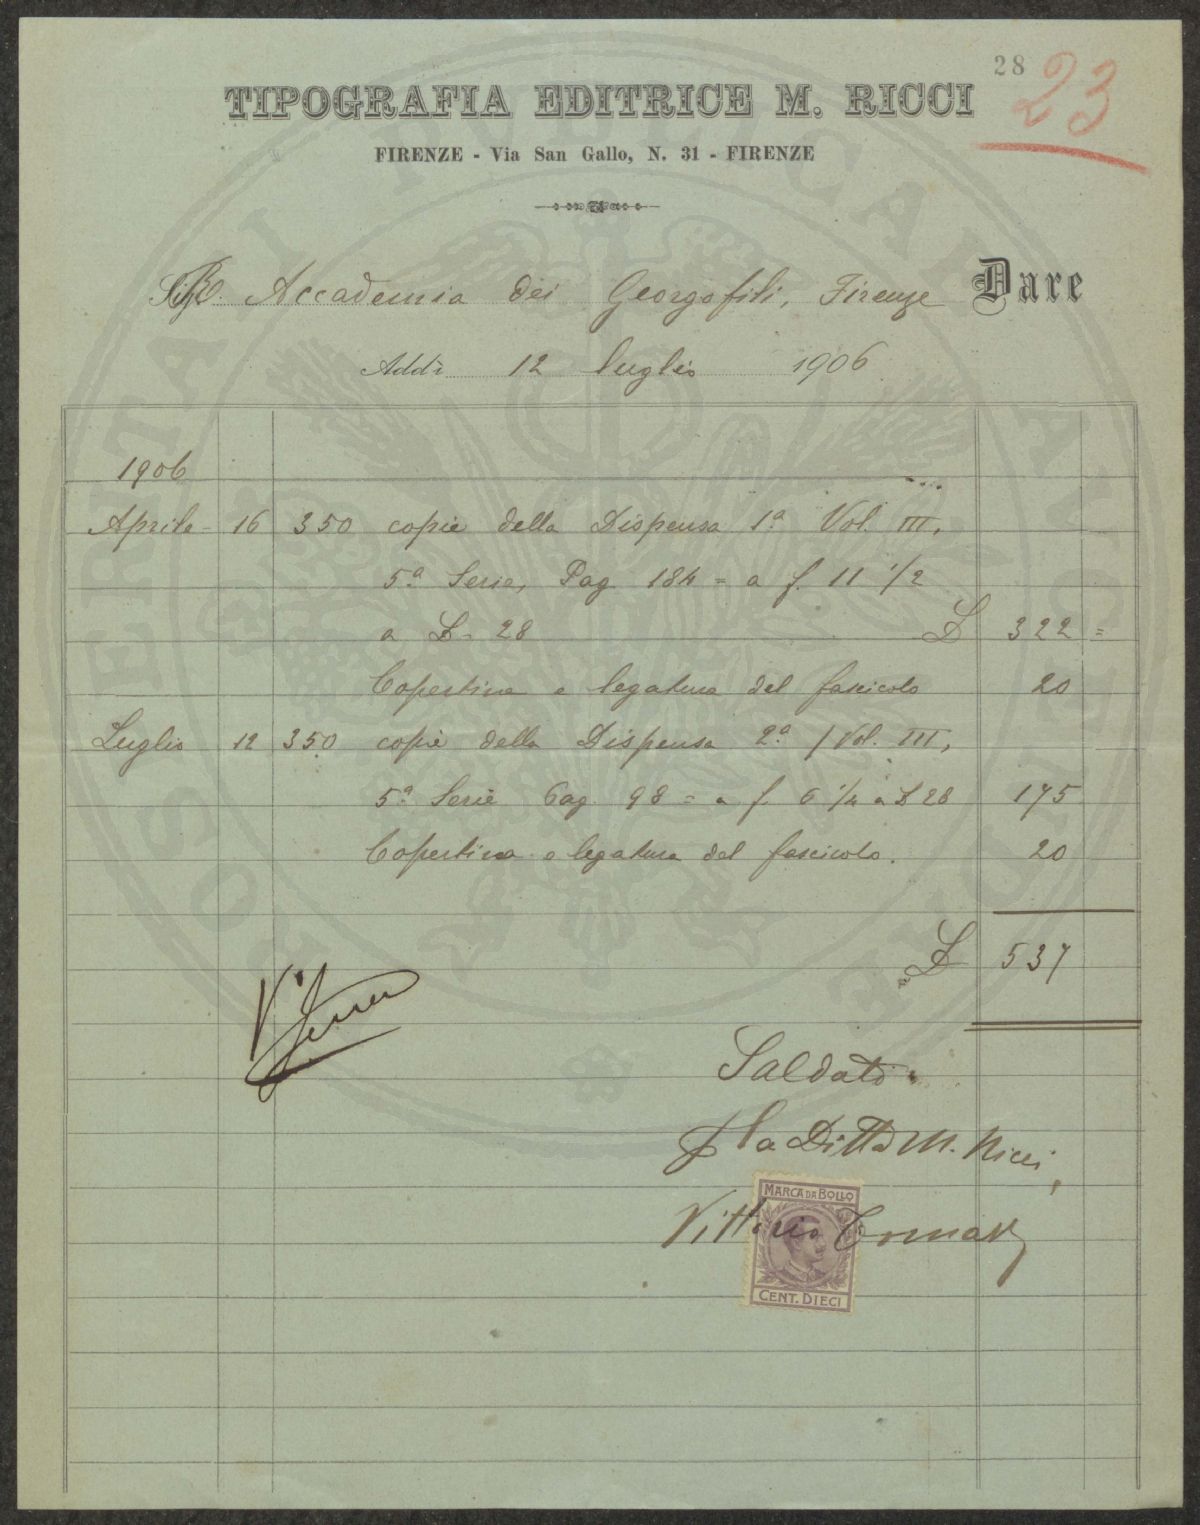 28
23
TIPOGRAFIA EDITRICE M. RICCI
FIRENZE - Via San Gallo, N. 31 - FIRENZE
R. Accademia dei Georgofili, Firenze Dare
Addì 12 luglio 1906
1906
Aprile 16 350 copie della Dispensa 1ª Vol. III,
5ª Serie, Pag 184 = a f. 11 1/2
a L. 28 L 322 =
Copertina e legatura del fascicolo 20
Luglio 12 350 copie della Dispensa 2ª / Vol. III,
5ª Serie Pag. 98 = a f. 6 1/4 a L 28 175
Copertina e legatura del fascicolo. 20
L 537
V°
Saldato
p la Ditta M. Ricci,
Vittorio
MARCA DA BOLLO
CENT. DIECI